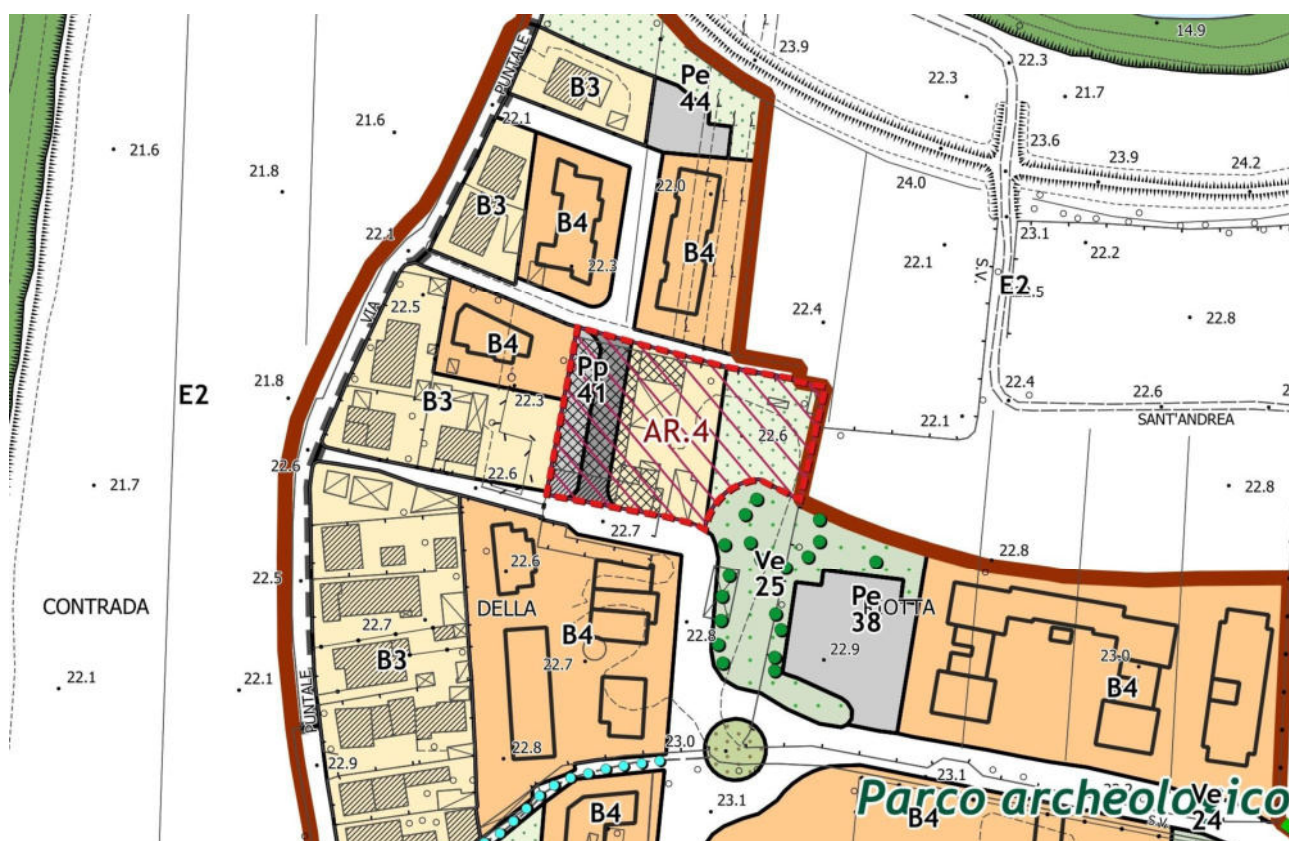 14.9
23.9
22.3
22.3
21.7
PUNTALE
B3
Pe
44
22.1
21.6
21.6
23.6
23.9
24.2
21.8
22.0
24.0
B3
B4
B4
23.1
22.2
22.1
22.1
22.3
S.V.
E2
22.5
VIA
22.4
22.8
B4
Pp
41
21.8
E2
B3
22.3
22.4
22.6
22.1
SANT'ANDREA
AR.4
22.6
22.6
22.6
21.7
22.8
22.7
22.8
22.6
Ve
25
22.5
CONTRADA
DELLA
Pe
38
22.7
22.8
B4
B3
22.7
22.9
23.0
22.1
22.1
B4
PUNTALE
22.8
23.0
22.9
23.1
23.1
Parco archeologico
B4
B4
S.V.
Ve
24